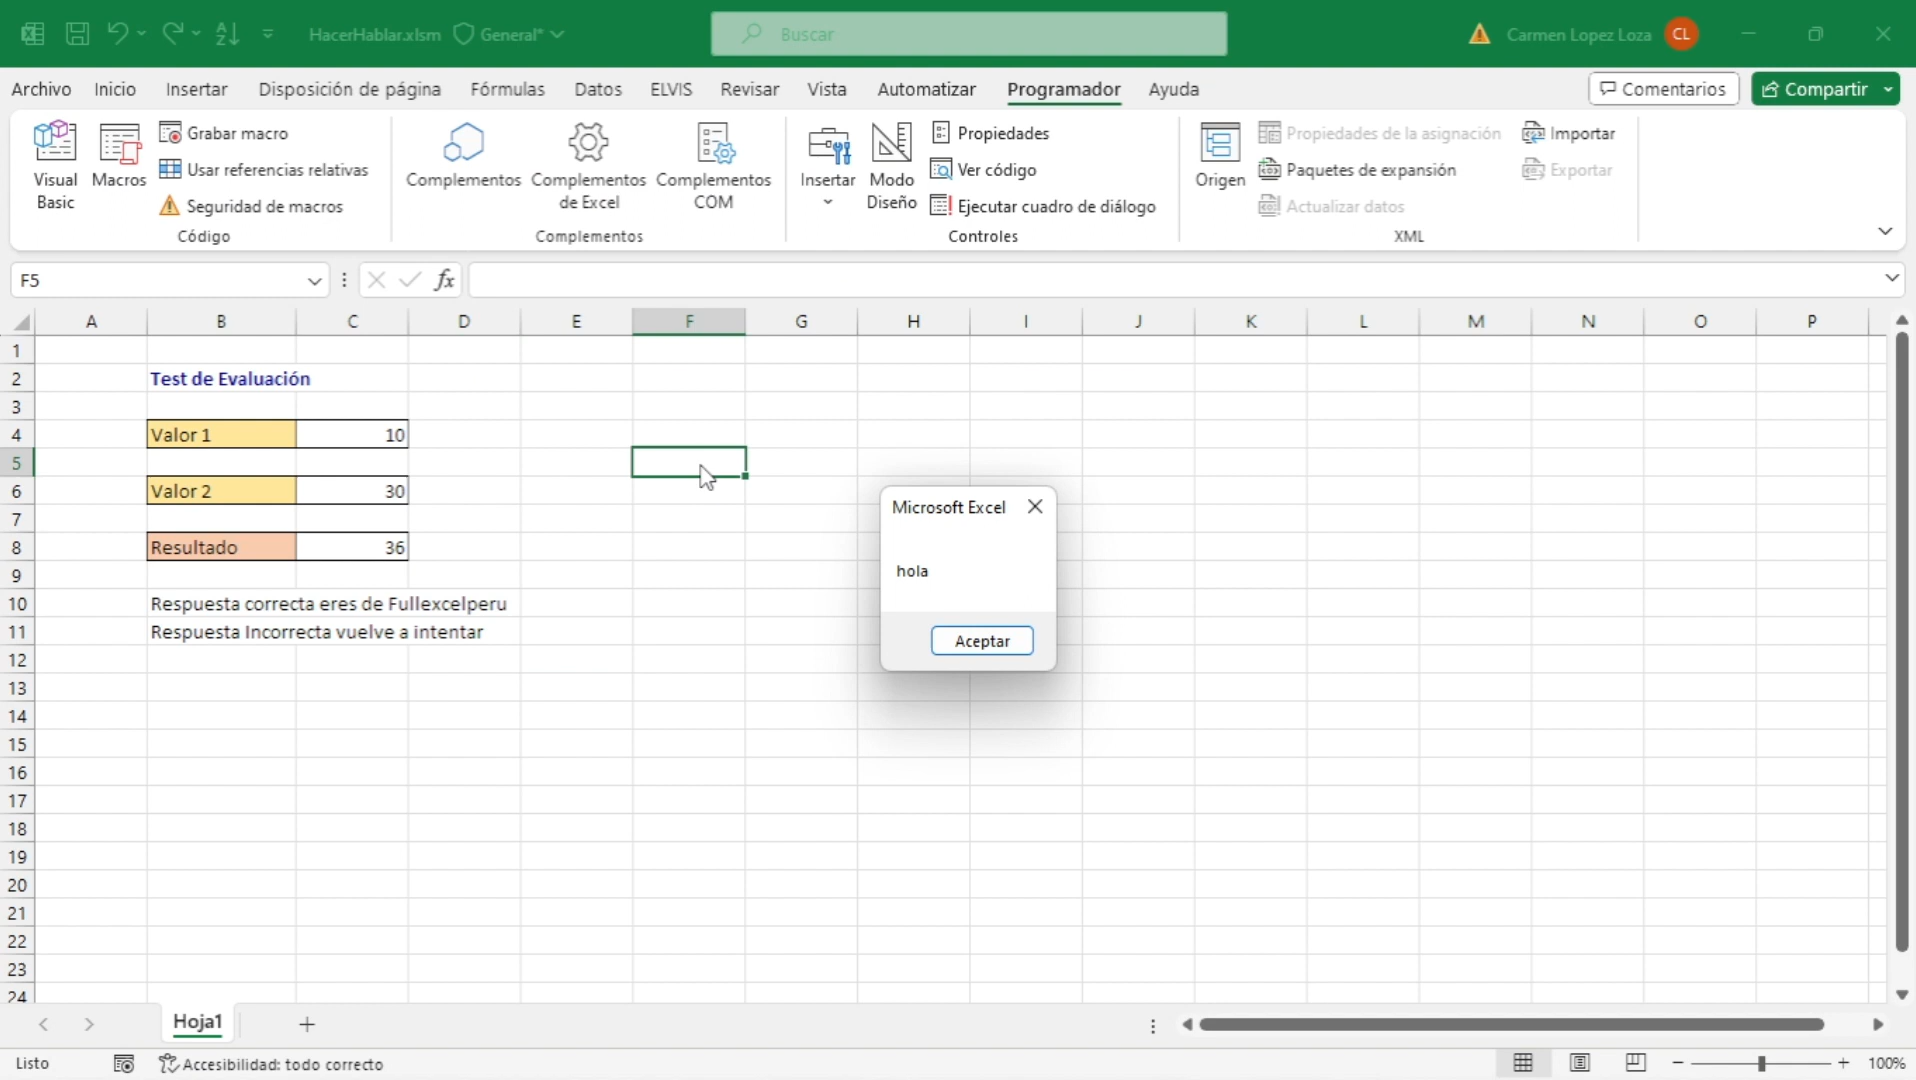 HacerHablar.xlsm General*
Buscar
Carmen Lopez Loza CL
Archivo Inicio Insertar Disposición de página Fórmulas Datos ELVIS Revisar Vista Automatizar Programador Ayuda
Comentarios Compartir
Visual Basic
Macros
Grabar macro
Usar referencias relativas
Seguridad de macros
Código
Complementos
Complementos de Excel
Complementos COM
Complementos
Insertar
Modo Diseño
Propiedades
Ver código
Ejecutar cuadro de diálogo
Controles
Origen
Propiedades de la asignación
Paquetes de expansión
Actualizar datos
Importar
Exportar
XML
F5
fx
A B C D E F G H I J K L M N O P
1
2 Test de Evaluación
3
4 Valor 1 10
5
6 Valor 2 30
7
8 Resultado 36
9
10 Respuesta correcta eres de Fullexcelperu
11 Respuesta Incorrecta vuelve a intentar
12
13
14
15
16
17
18
19
20
21
22
23
24
Microsoft Excel
hola
Aceptar
Hoja1
Listo
Accesibilidad: todo correcto
100%